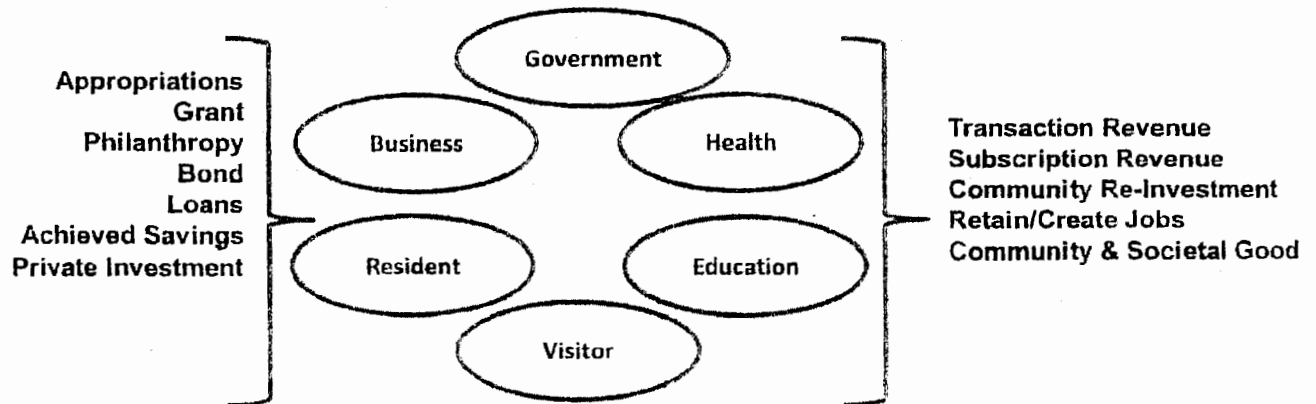 Appropriations
Grant
Philanthropy
Bond
Loans
Achieved Savings
Private Investment
Government
Business
Health
Resident
Education
Visitor
Transaction Revenue
Subscription Revenue
Community Re-Investment
Retain/Create Jobs
Community & Societal Good